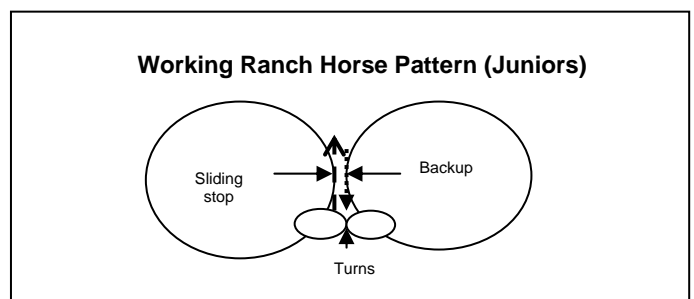 Working Ranch Horse Pattern (Juniors)
Sliding
stop
Backup
Turns